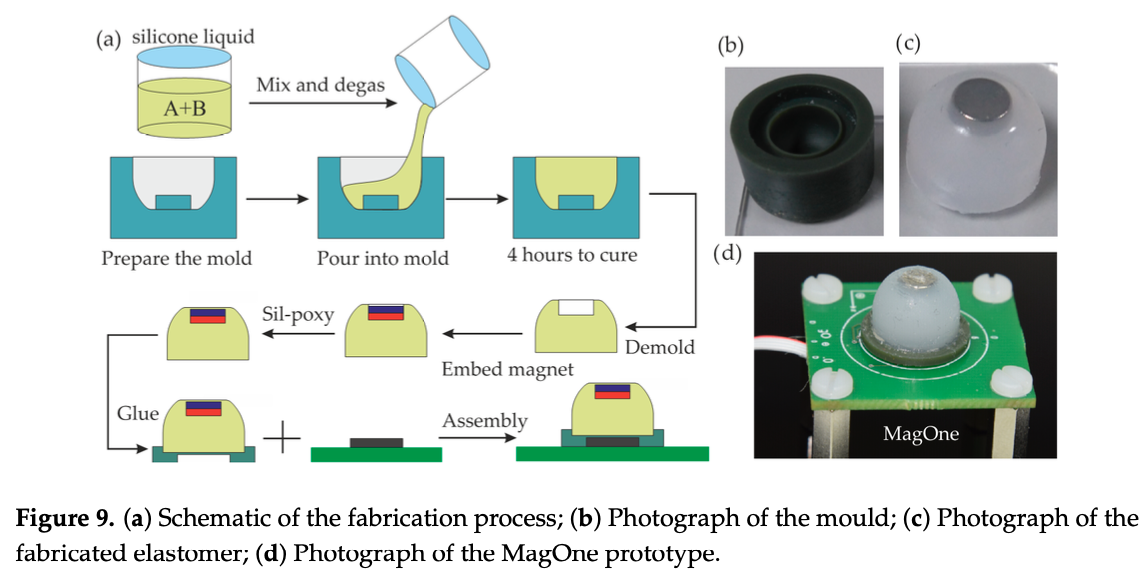 (a) silicone liquid
A+B
Mix and degas
Prepare the mold
Pour into mold
4 hours to cure
Demold
Embed magnet
Sil-poxy
Glue
+
Assembly
(b)
(c)
(d)
MagOne
Figure 9. (a) Schematic of the fabrication process; (b) Photograph of the mould; (c) Photograph of the
fabricated elastomer; (d) Photograph of the MagOne prototype.